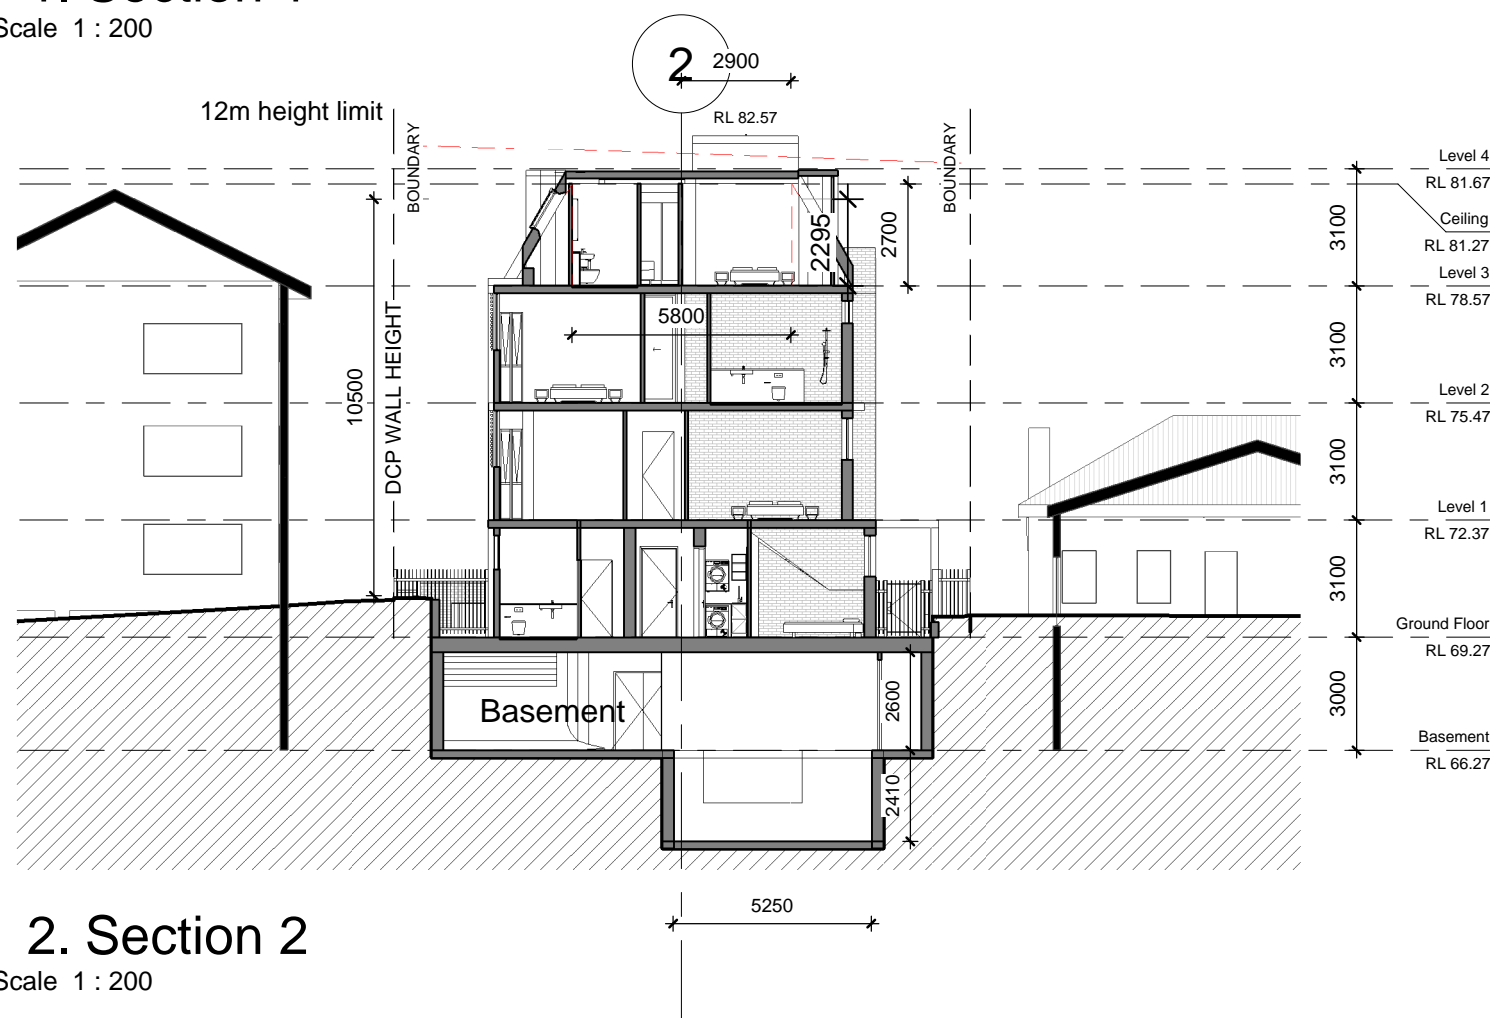 Scale 1 : 200
2
2900
12m height limit
RL 82.57
BOUNDARY
BOUNDARY
Level 4
RL 81.67
Ceiling
RL 81.27
Level 3
RL 78.57
Level 2
RL 75.47
Level 1
RL 72.37
Ground Floor
RL 69.27
Basement
RL 66.27
3100
3100
3100
3100
3000
2295
2700
5800
10500
DCP WALL HEIGHT
Basement
2600
2410
5250
2. Section 2
Scale 1 : 200